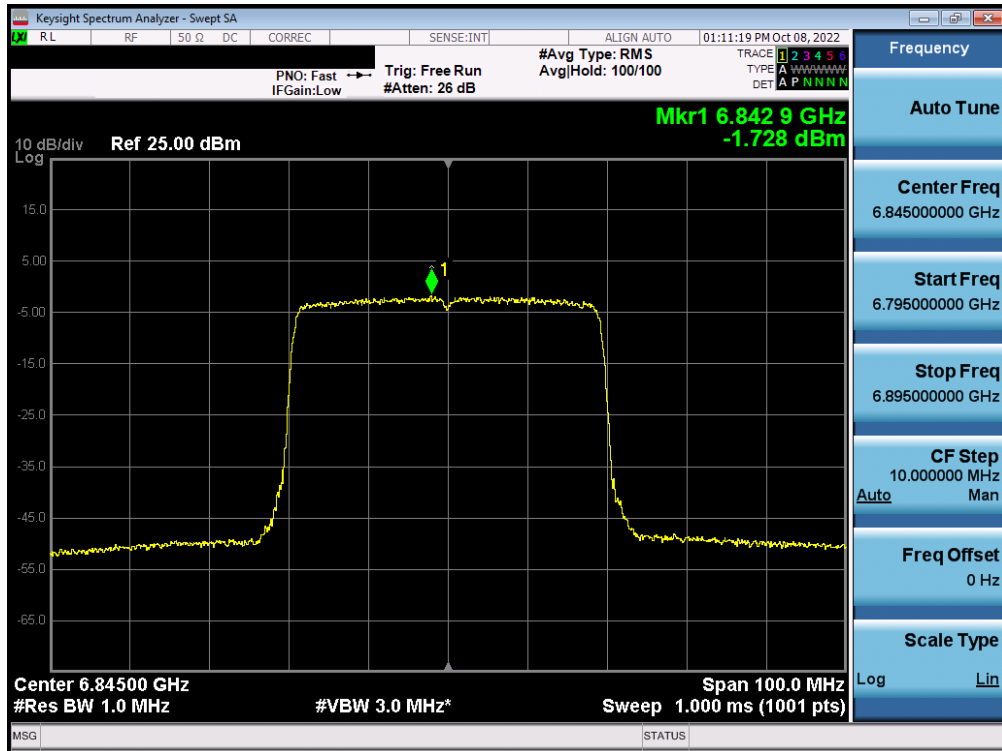 Keysight Spectrum Analyzer - Swept SA
LXI RL RF 50 Ω DC CORREC SENSE:INT ALIGN AUTO 01:11:19 PM Oct 08, 2022
Frequency
PNO: Fast
IFGain:Low
Trig: Free Run
#Atten: 26 dB
#Avg Type: RMS
Avg|Hold: 100/100
TRACE 1 2 3 4 5 6
TYPE A WWWWW
DET A P N N N N
Mkr1 6.842 9 GHz
-1.728 dBm
10 dB/div Ref 25.00 dBm
Log
15.0
5.00
-5.00
-15.0
-25.0
-35.0
-45.0
-55.0
-65.0
1
Center 6.84500 GHz Span 100.0 MHz
#Res BW 1.0 MHz #VBW 3.0 MHz* Sweep 1.000 ms (1001 pts)
Auto Tune
Center Freq
6.845000000 GHz
Start Freq
6.795000000 GHz
Stop Freq
6.895000000 GHz
CF Step
10.000000 MHz
Auto Man
Freq Offset
0 Hz
Scale Type
Log Lin
MSG STATUS